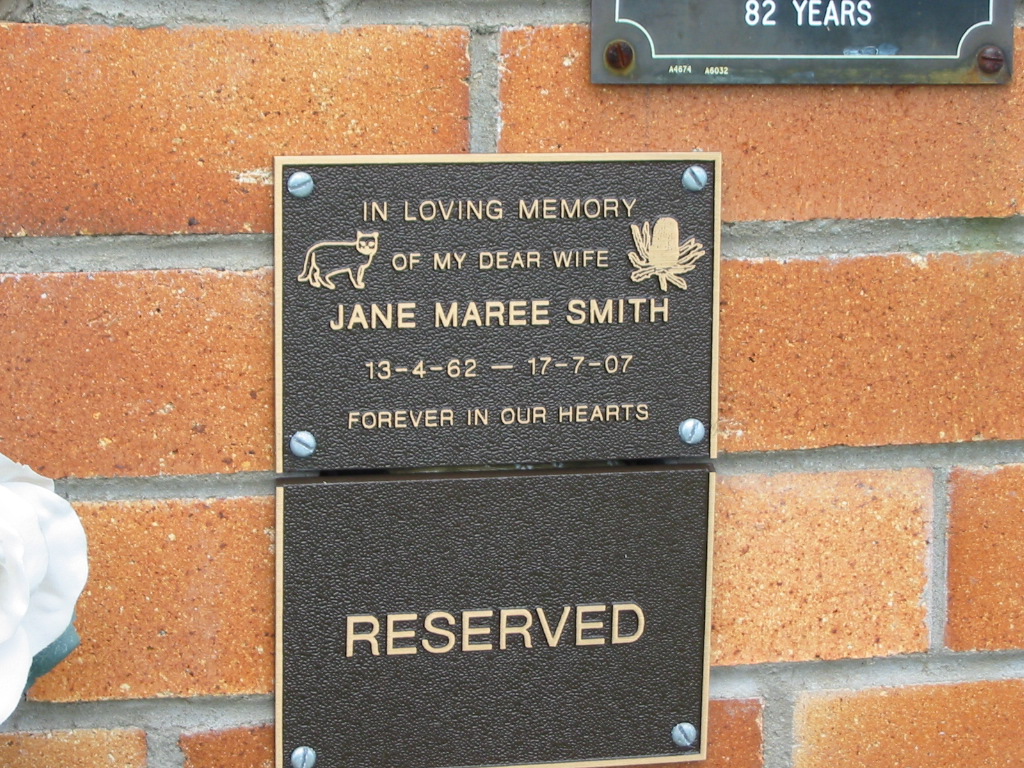 82 YEARS
A4674 A6032
IN LOVING MEMORY
OF MY DEAR WIFE
JANE MAREE SMITH
13-4-62 — 17-7-07
FOREVER IN OUR HEARTS
RESERVED